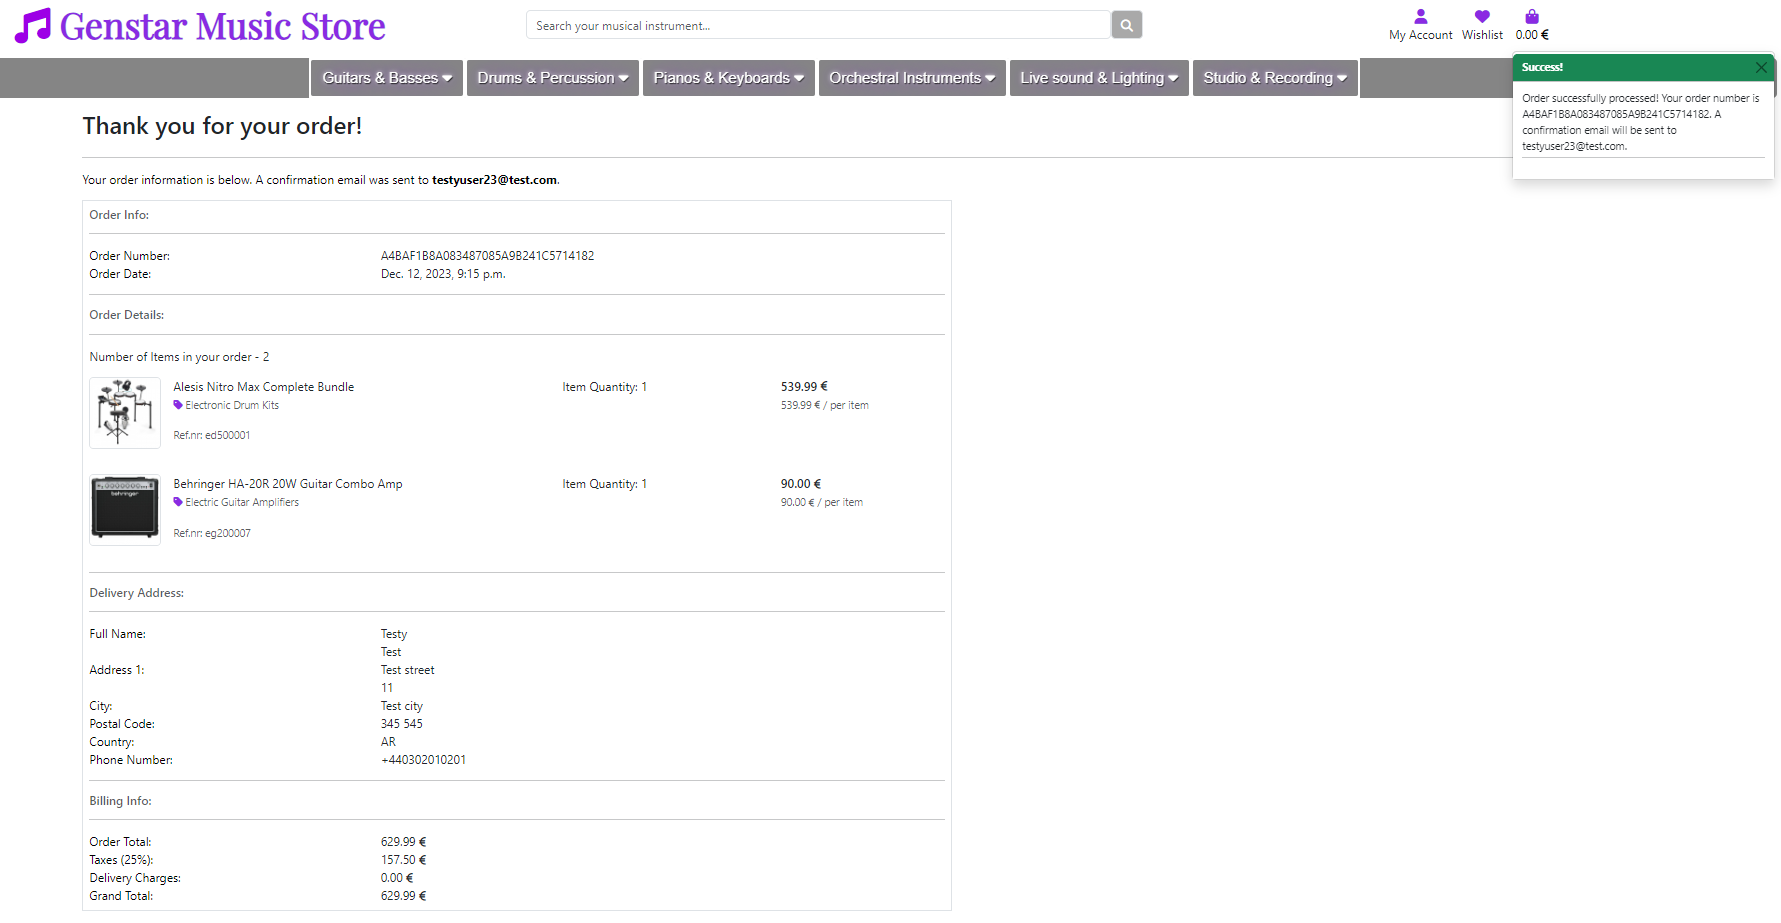 Genstar Music Store
Search your musical instrument...
My Account
Wishlist
0.00 €
Guitars & Basses
Drums & Percussion
Pianos & Keyboards
Orchestral Instruments
Live sound & Lighting
Studio & Recording
Success!
Order successfully processed! Your order number is
A4BAF1B8A083487085A9B241C5714182. A
confirmation email will be sent to
testyuser23@test.com.
Thank you for your order!
Your order information is below. A confirmation email was sent to testyuser23@test.com.
Order Info:
Order Number: A4BAF1B8A083487085A9B241C5714182
Order Date: Dec. 12, 2023, 9:15 p.m.
Order Details:
Number of Items in your order - 2
Alesis Nitro Max Complete Bundle Item Quantity: 1 539.99 €
Electronic Drum Kits 539.99 € / per item
Ref.nr: ed500001
behringer
Behringer HA-20R 20W Guitar Combo Amp Item Quantity: 1 90.00 €
Electric Guitar Amplifiers 90.00 € / per item
Ref.nr: eg200007
Delivery Address:
Full Name: Testy
Test
Address 1: Test street
11
City: Test city
Postal Code: 345 545
Country: AR
Phone Number: +440302010201
Billing Info:
Order Total: 629.99 €
Taxes (25%): 157.50 €
Delivery Charges: 0.00 €
Grand Total: 629.99 €